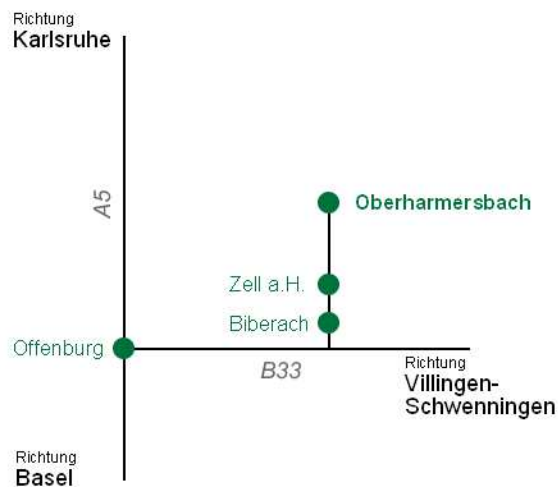 Richtung
Karlsruhe
A5
Oberharmersbach
Zell a.H.
Biberach
Offenburg
B33
Richtung
Villingen-
Schwenningen
Richtung
Basel